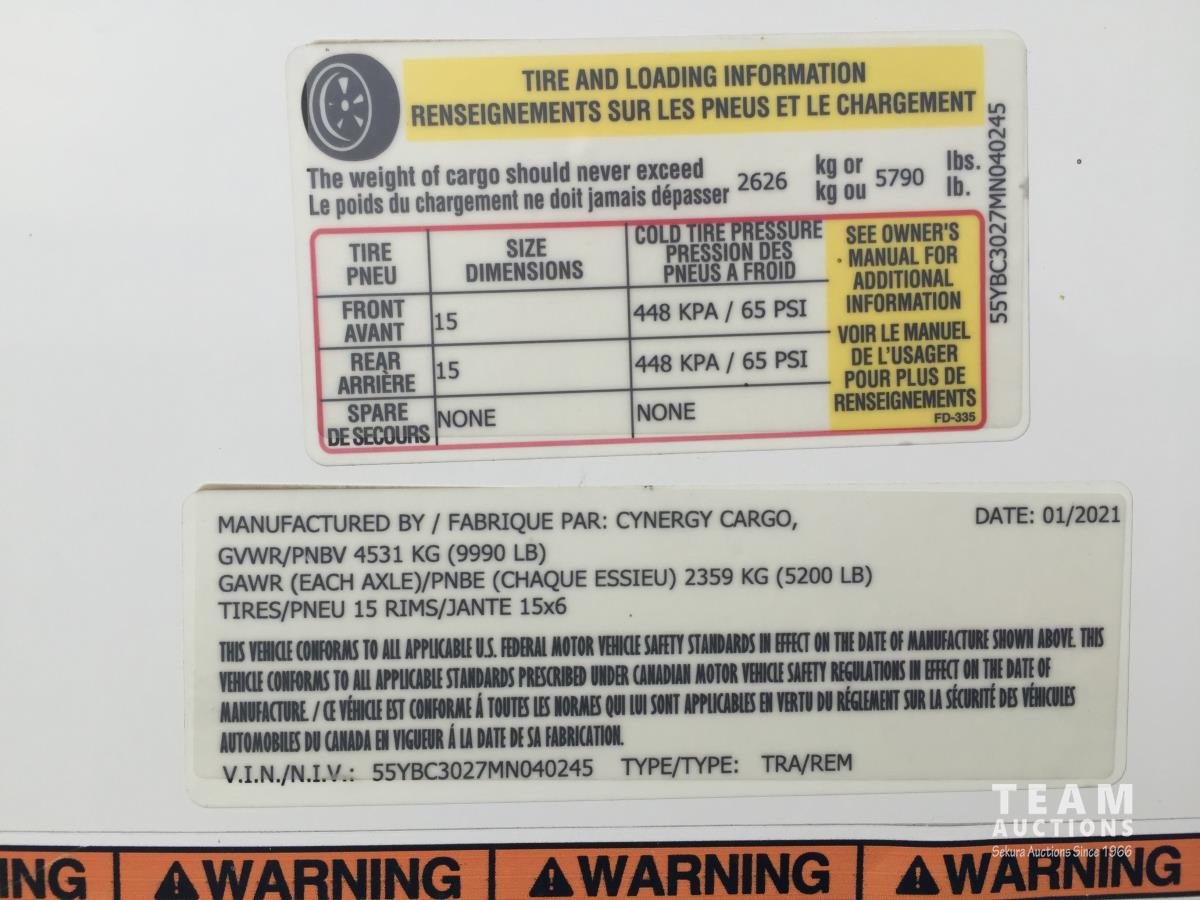 TIRE AND LOADING INFORMATION
RENSEIGNEMENTS SUR LES PNEUS ET LE CHARGEMENT
The weight of cargo should never exceed 2626 kg or 5790 lbs.
Le poids du chargement ne doit jamais dépasser kg ou lb.
TIRE PNEU
SIZE DIMENSIONS
COLD TIRE PRESSURE
PRESSION DES
PNEUS A FROID
FRONT AVANT 15 448 KPA / 65 PSI
REAR ARRIÈRE 15 448 KPA / 65 PSI
SPARE DE SECOURS NONE NONE
SEE OWNER'S
MANUAL FOR
ADDITIONAL
INFORMATION
VOIR LE MANUEL
DE L'USAGER
POUR PLUS DE
RENSEIGNEMENTS
FD-335
55YBC3027MN040245
MANUFACTURED BY / FABRIQUE PAR: CYNERGY CARGO, DATE: 01/2021
GVWR/PNBV 4531 KG (9990 LB)
GAWR (EACH AXLE)/PNBE (CHAQUE ESSIEU) 2359 KG (5200 LB)
TIRES/PNEU 15 RIMS/JANTE 15x6
THIS VEHICLE CONFORMS TO ALL APPLICABLE U.S. FEDERAL MOTOR VEHICLE SAFETY STANDARDS IN EFFECT ON THE DATE OF MANUFACTURE SHOWN ABOVE. THIS
VEHICLE CONFORMS TO ALL APPLICABLE STANDARDS PRESCRIBED UNDER CANADIAN MOTOR VEHICLE SAFETY REGULATIONS IN EFFECT ON THE DATE OF
MANUFACTURE. / CE VÉHICLE EST CONFORME Á TOUTES LES NORMES QUI LUI SONT APPLICABLES EN VERTU DU RÉGLEMENT SUR LA SÉCURITÉ DES VÉHICULES
AUTOMOBILES DU CANADA EN VIGUEUR Á LA DATE DE SA FABRICATION.
V.I.N./N.I.V.: 55YBC3027MN040245 TYPE/TYPE: TRA/REM
TEAM
AUCTIONS
Sekura Auctions Since 1966
ING WARNING WARNING WARNING